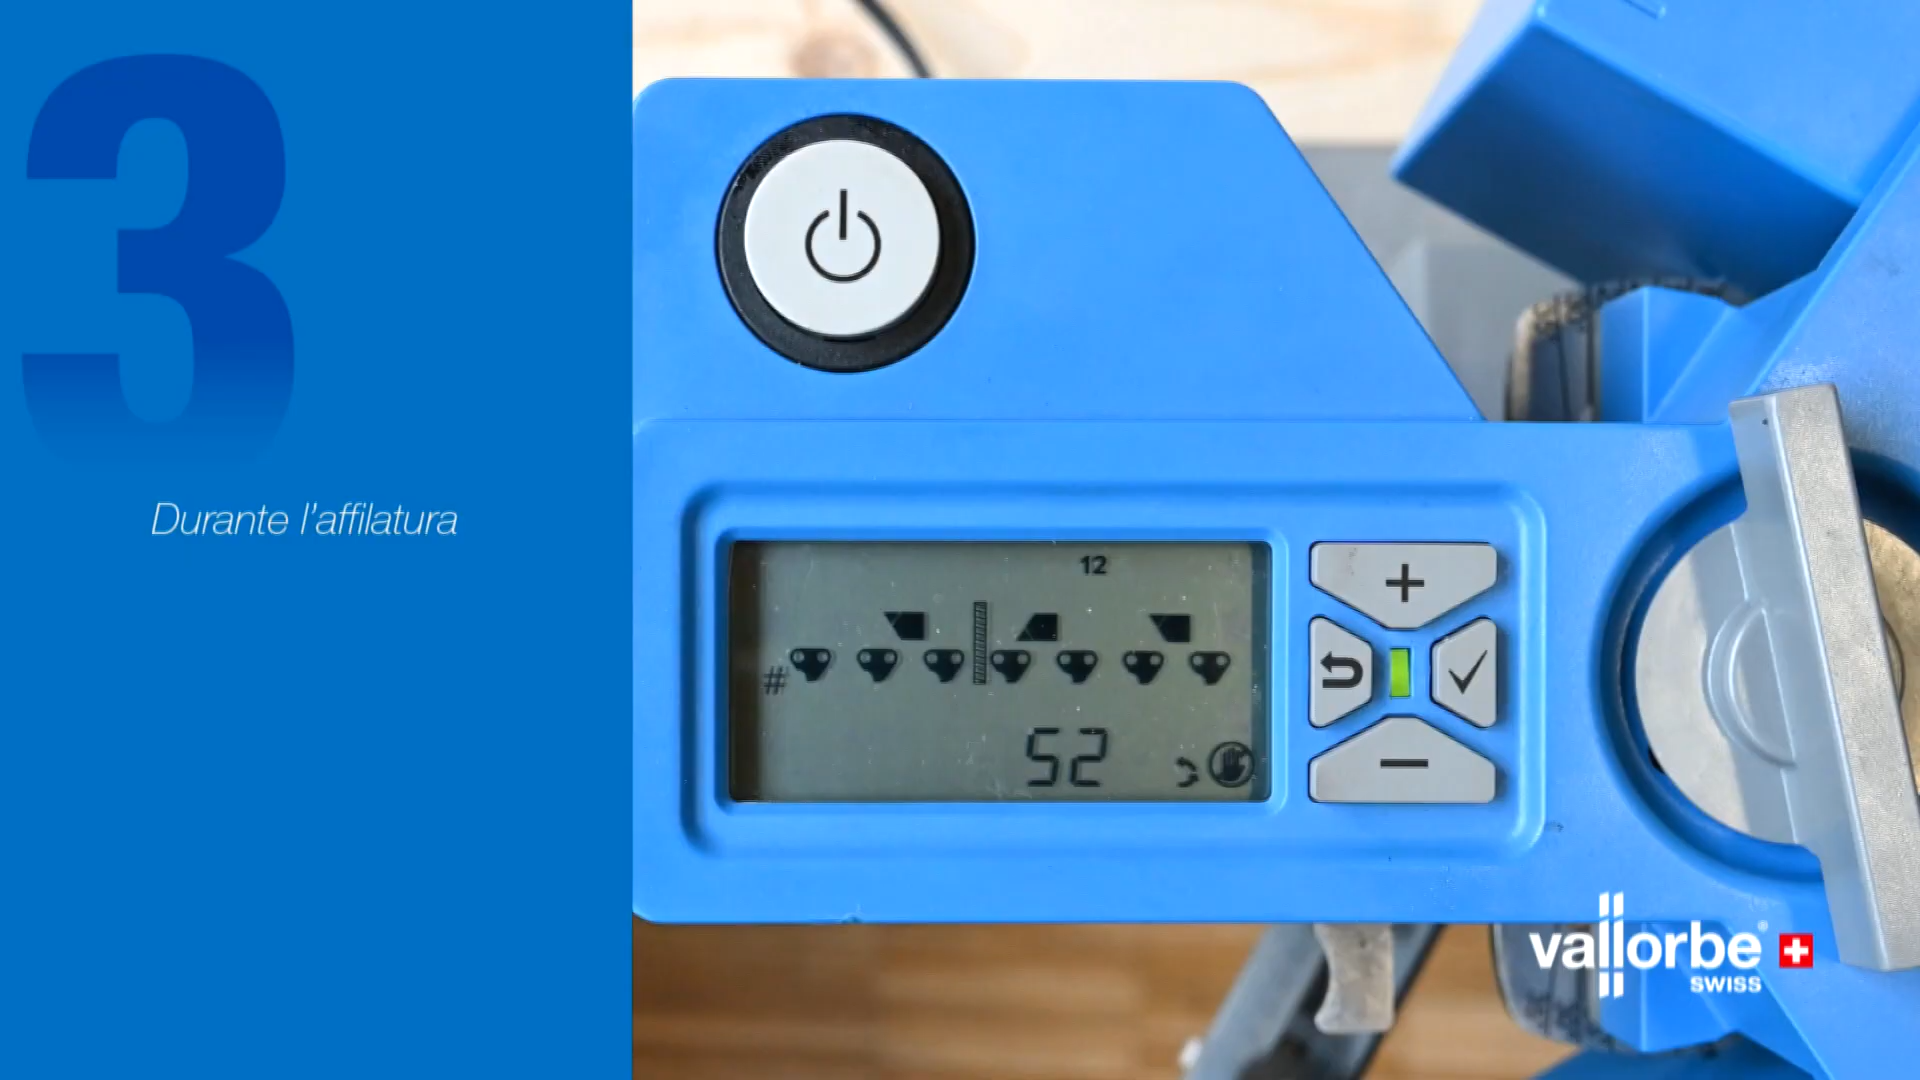 3
Durante l'affilatura
12
#
52
+
−
vallorbe®
SWISS